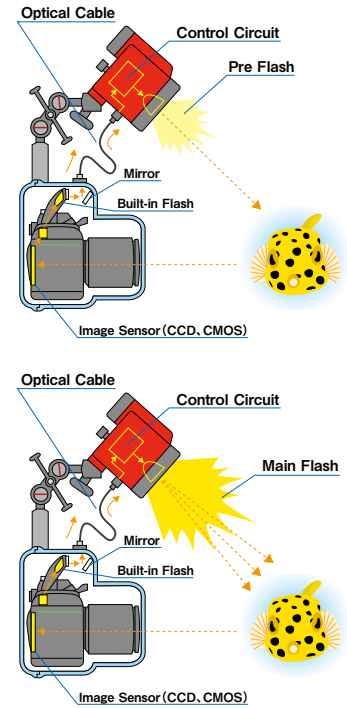 Optical Cable
Control Circuit
Pre Flash
Mirror
Built-in Flash
Image Sensor(CCD、CMOS)
Optical Cable
Control Circuit
Main Flash
Mirror
Built-in Flash
Image Sensor(CCD、CMOS)